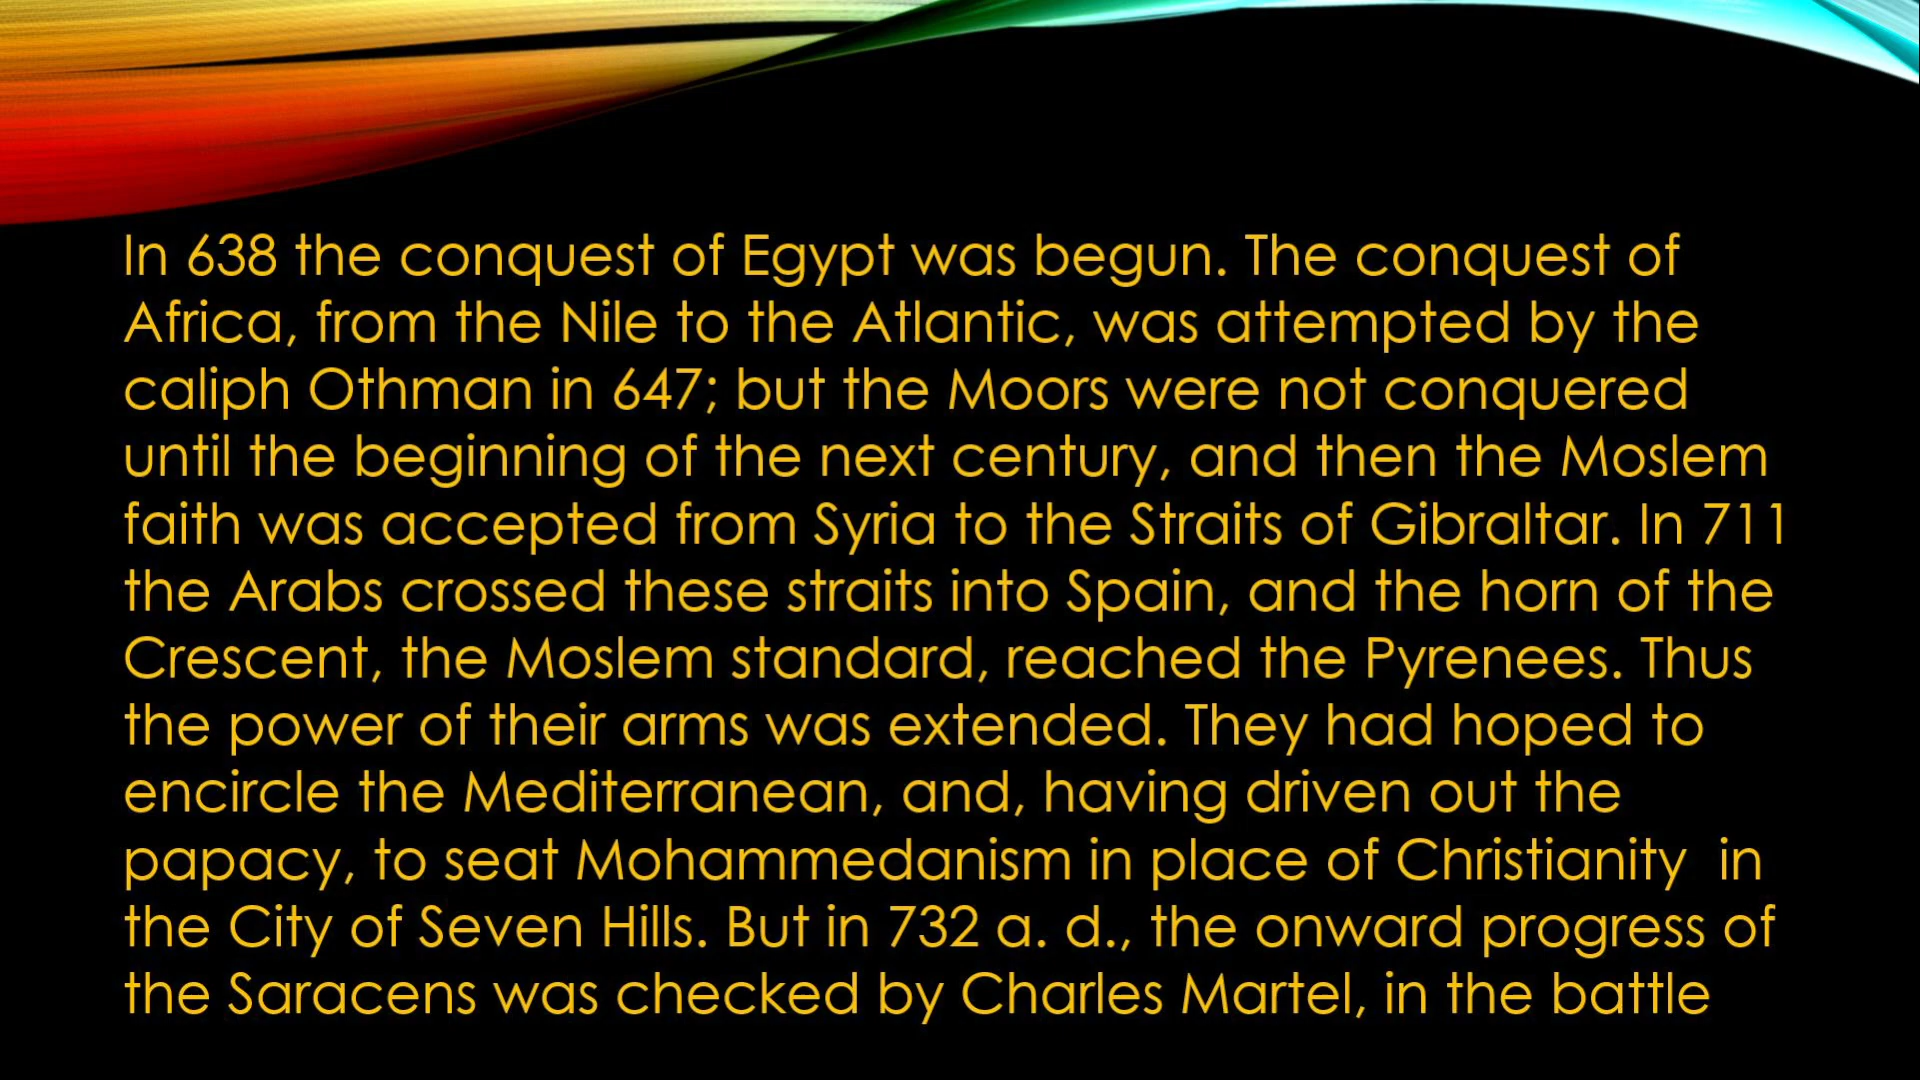 In 638 the conquest of Egypt was begun. The conquest of
Africa, from the Nile to the Atlantic, was attempted by the
caliph Othman in 647; but the Moors were not conquered
until the beginning of the next century, and then the Moslem
faith was accepted from Syria to the Straits of Gibraltar. In 711
the Arabs crossed these straits into Spain, and the horn of the
Crescent, the Moslem standard, reached the Pyrenees. Thus
the power of their arms was extended. They had hoped to
encircle the Mediterranean, and, having driven out the
papacy, to seat Mohammedanism in place of Christianity  in
the City of Seven Hills. But in 732 a. d., the onward progress of
the Saracens was checked by Charles Martel, in the battle